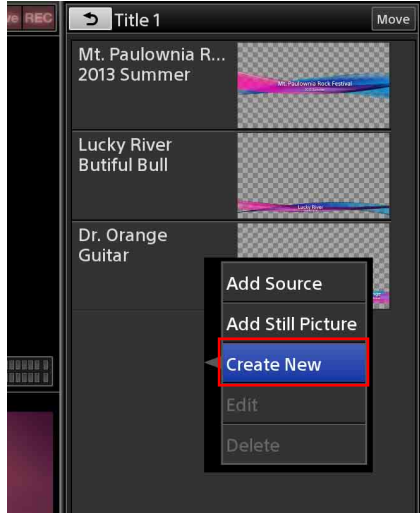 REC
Title 1
Move
Mt. Paulownia R...
2013 Summer
Mt. Paulownia Rock Festival
Lucky River
Butiful Bull
Lucky River
Dr. Orange
Guitar
Add Source
Add Still Picture
Create New
Edit
Delete